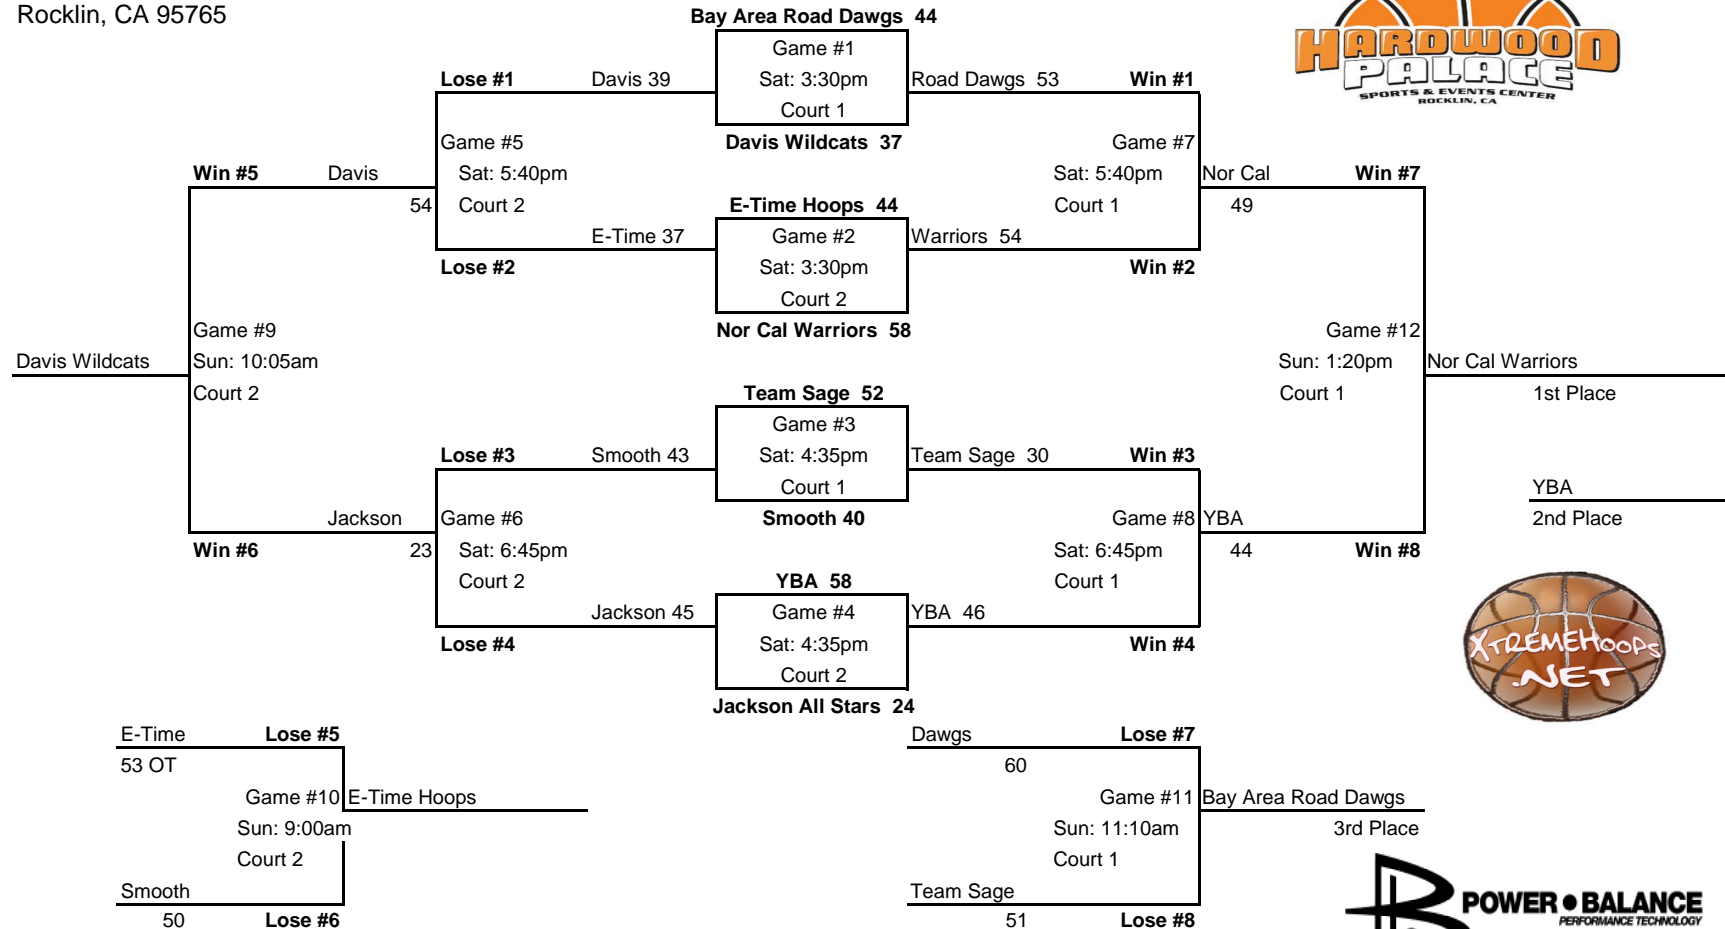 Rocklin, CA 95765
Bay Area Road Dawgs 44
HARDWOOD
PALACE
SPORTS & EVENTS CENTER
ROCKLIN, CA
Game #1
Lose #1 Davis 39 Sat: 3:30pm Road Dawgs 53 Win #1
Court 1
Game #5 Davis Wildcats 37 Game #7
Win #5 Davis Sat: 5:40pm Sat: 5:40pm Nor Cal Win #7
54 Court 2 E-Time Hoops 44 Court 1 49
E-Time 37 Game #2 Warriors 54
Lose #2 Sat: 3:30pm Win #2
Court 2
Game #9 Nor Cal Warriors 58 Game #12
Davis Wildcats Sun: 10:05am Sun: 1:20pm Nor Cal Warriors
Court 2 Team Sage 52 Court 1 1st Place
Game #3
Lose #3 Smooth 43 Sat: 4:35pm Team Sage 30 Win #3
Court 1 YBA
Jackson Game #6 Smooth 40 Game #8 YBA 2nd Place
Win #6 23 Sat: 6:45pm Sat: 6:45pm 44 Win #8
Court 2 YBA 58 Court 1
Jackson 45 Game #4 YBA 46
Lose #4 Sat: 4:35pm Win #4
Court 2
XTREMEHOOPS
.NET
Jackson All Stars 24
E-Time Lose #5 Dawgs Lose #7
53 OT 60
Game #10 E-Time Hoops Game #11 Bay Area Road Dawgs
Sun: 9:00am Sun: 11:10am 3rd Place
Court 2 Court 1
Smooth Team Sage
50 Lose #6 51 Lose #8
POWER BALANCE
PERFORMANCE TECHNOLOGY